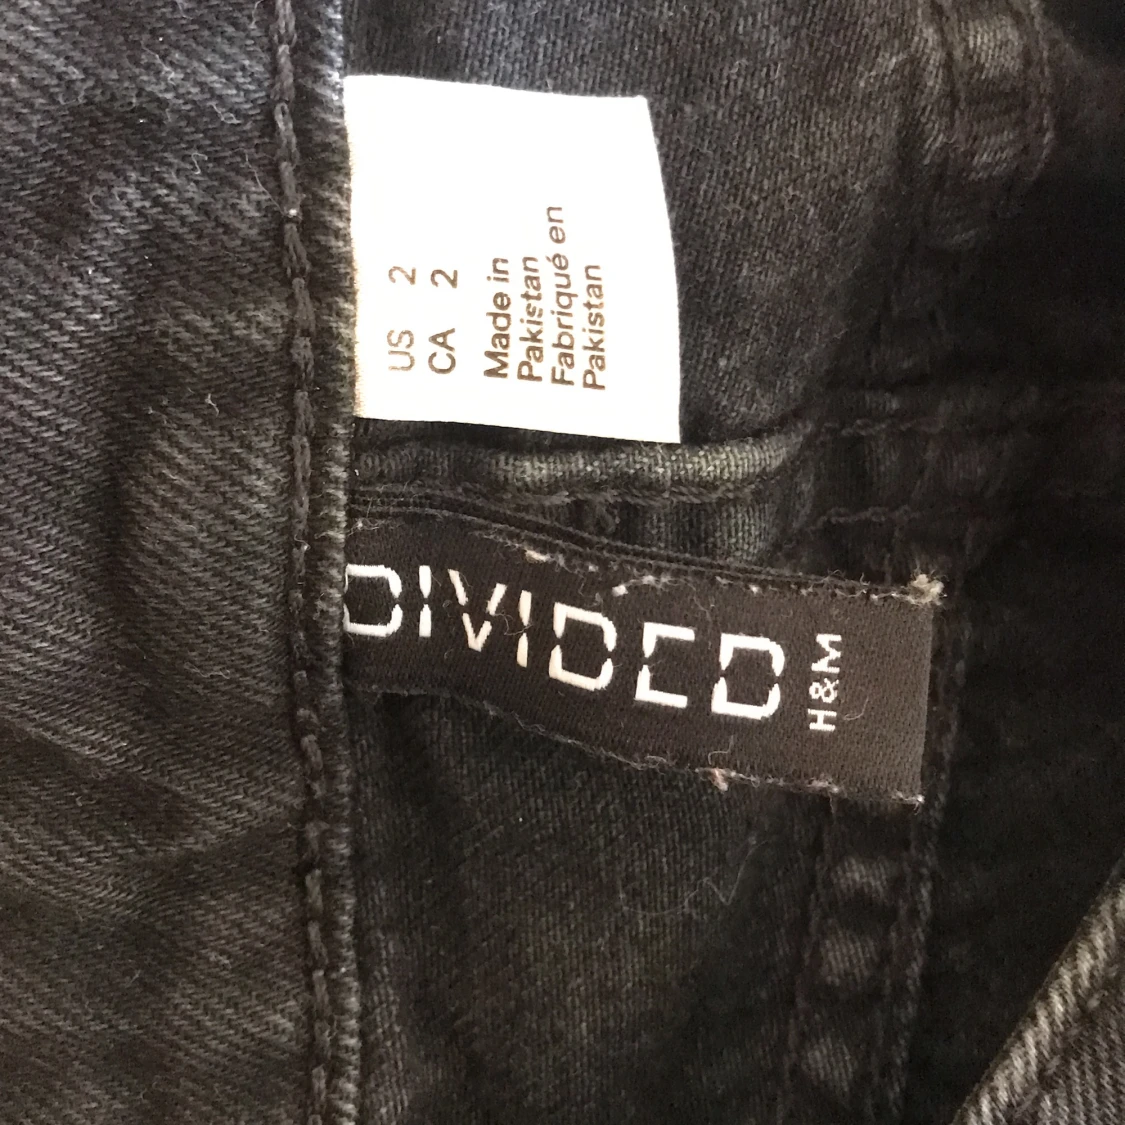 US 2
CA 2
Made in
Pakistan
Fabriqué en
Pakistan
DIVIDED
H&M